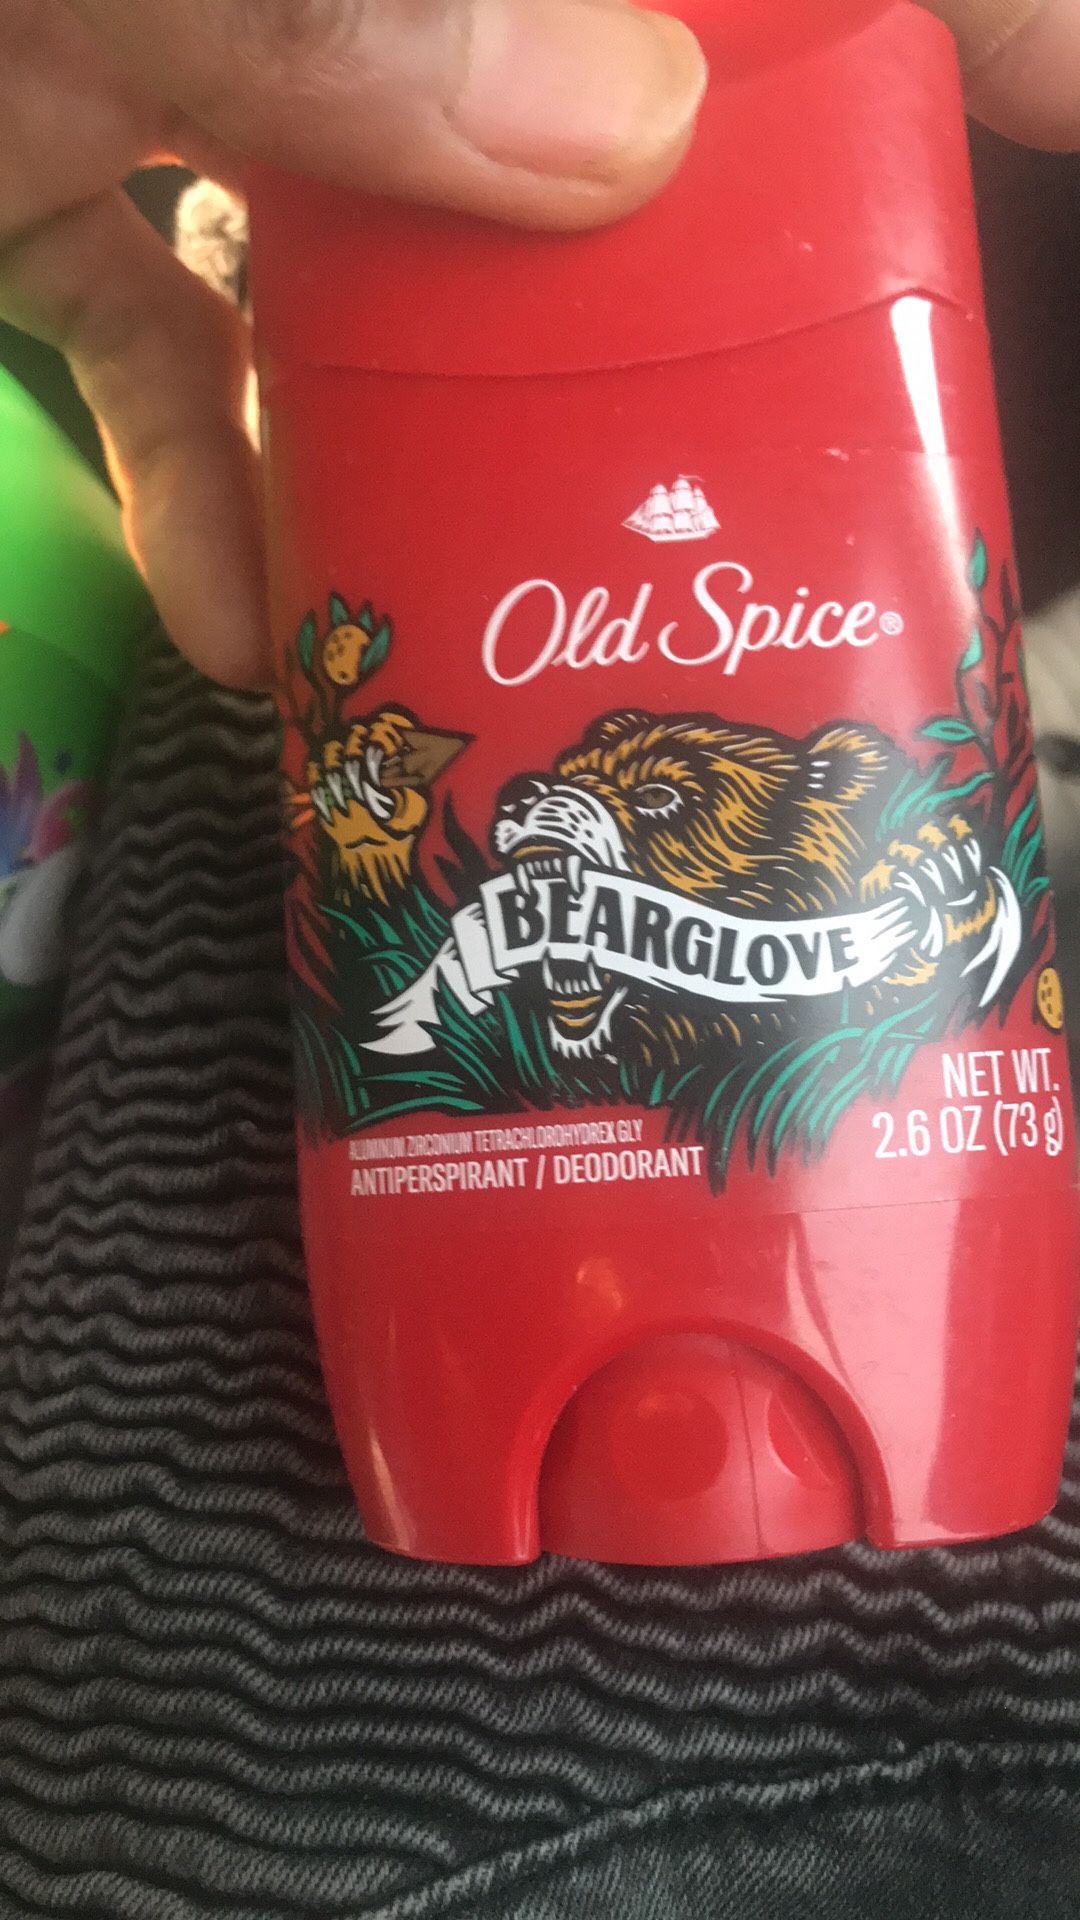 Old Spice®
BEARGLOVE
NET WT.
2.6 OZ (73 g)
ALUMINUM ZIRCONIUM TETRACHLOROHYDREX GLY
ANTIPERSPIRANT / DEODORANT